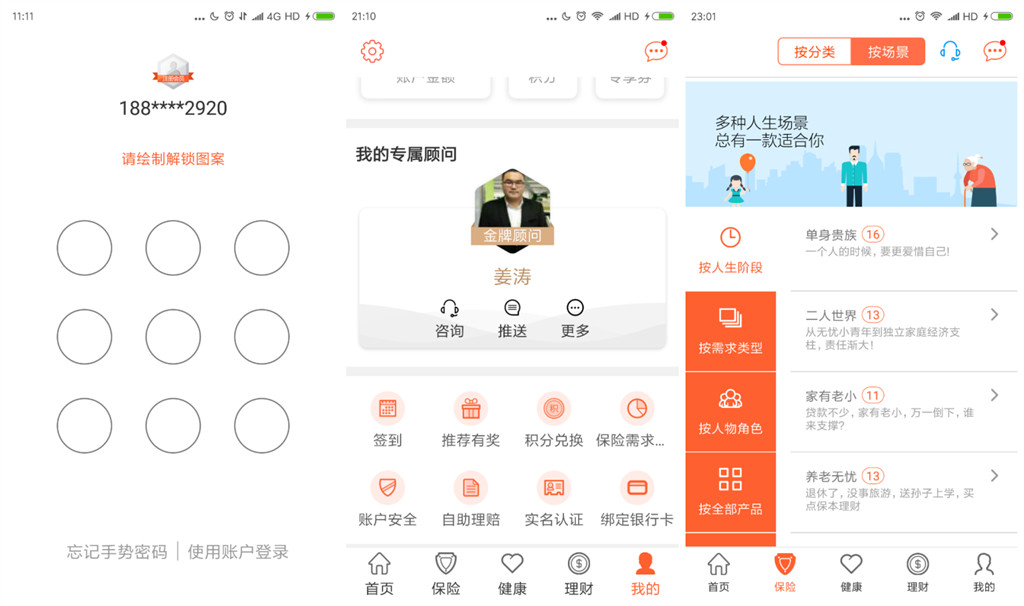 11:11
... 4G HD
188****2920
请绘制解锁图案
忘记手势密码 | 使用账户登录
21:10
... HD
账户金额
积分
专享券
我的专属顾问
金牌顾问
姜涛
咨询
推送
更多
签到
推荐有奖
积
积分兑换
保险需求...
账户安全
自助理赔
实名认证
绑定银行卡
首页
保险
健康
$
理财
我的
23:01
... HD
按分类
按场景
多种人生场景
总有一款适合你
按人生阶段
按需求类型
按人物角色
按全部产品
单身贵族 16
一个人的时候，要更爱惜自己!
二人世界 13
从无忧小青年到独立家庭经济支
柱，责任渐大！
家有老小 11
贷款不少，家有老小，万一倒下，谁
来支撑?
养老无忧 13
退休了，没事旅游，送孙子上学，买
点保本理财
首页
保险
健康
$
理财
我的